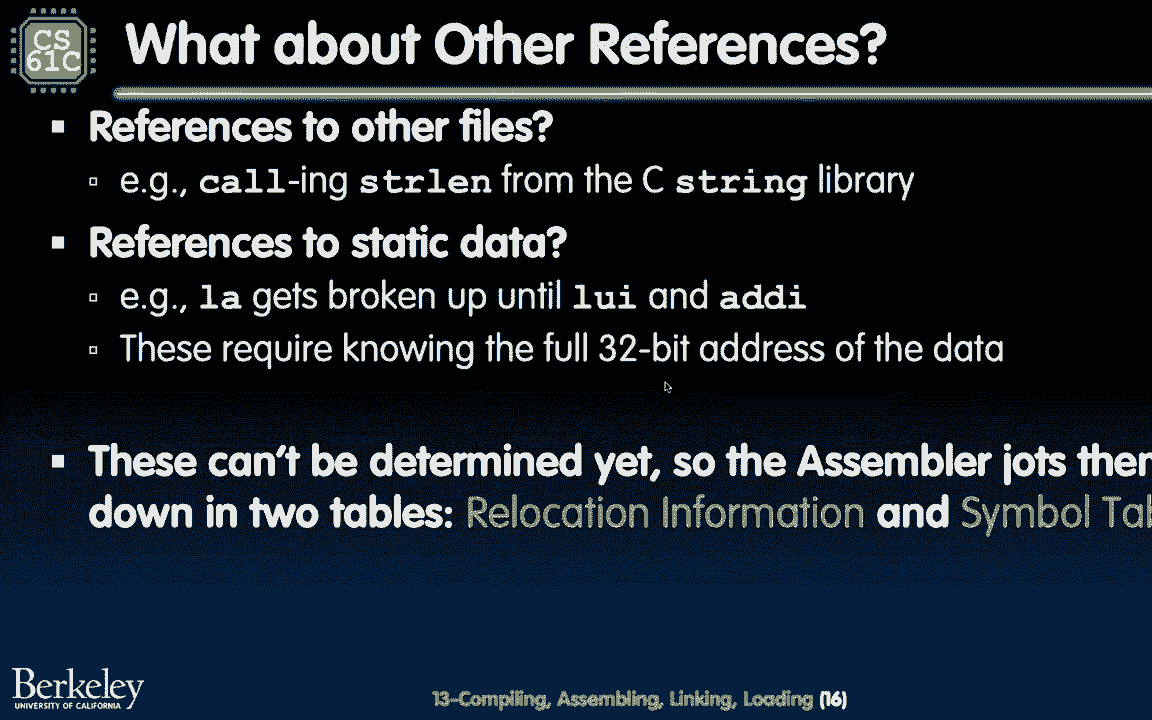 CS
61C
What about Other References?
▪ References to other files?
▫ e.g., call-ing strlen from the C string library
▪ References to static data?
▫ e.g., la gets broken up until lui and addi
▫ These require knowing the full 32-bit address of the data
▪ These can't be determined yet, so the Assembler jots
down in two tables: Relocation Information and Symbol
Berkeley
UNIVERSITY OF CALIFORNIA
13-Compiling, Assembling, Linking, Loading (16)